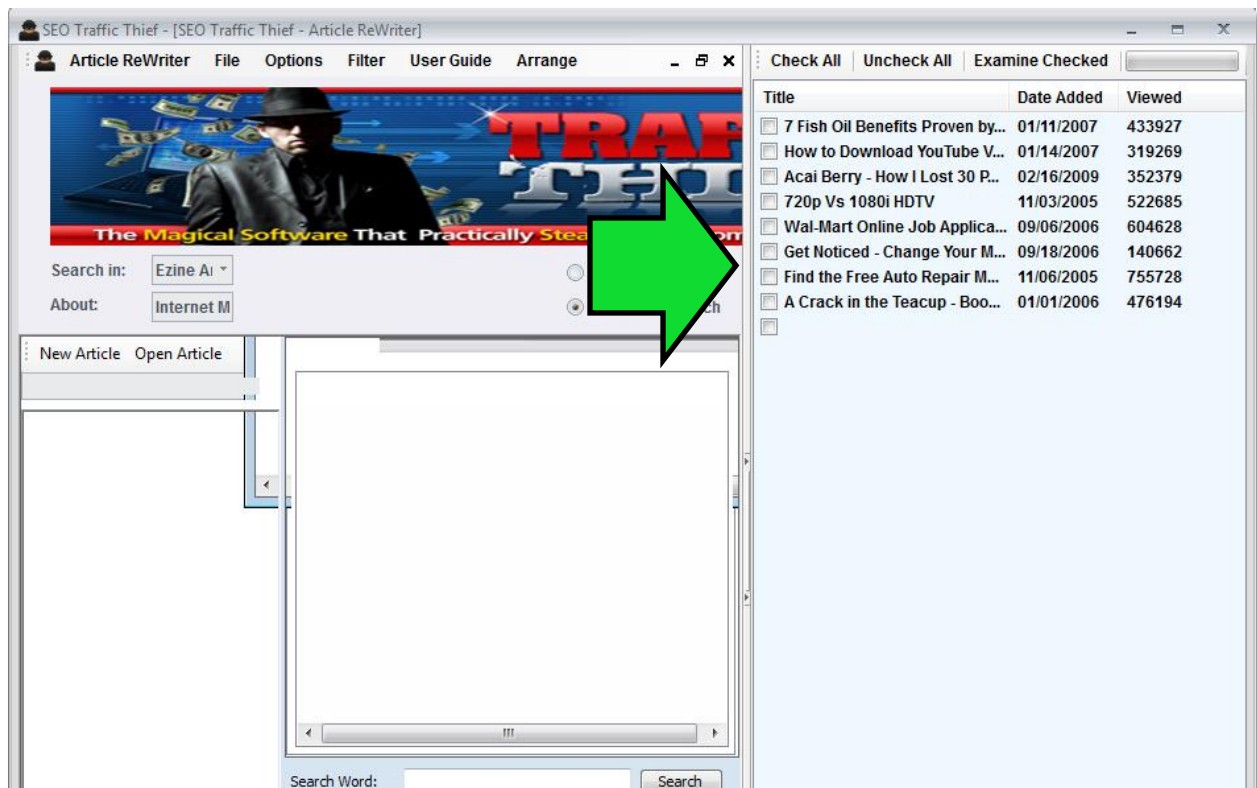 SEO Traffic Thief - [SEO Traffic Thief - Article ReWriter]
Article ReWriter File Options Filter User Guide Arrange
The Magical Software That Practically
Search in: Ezine
About: Internet M
New Article Open Article
Search Word: Search
Check All Uncheck All Examine Checked
Title Date Added Viewed
7 Fish Oil Benefits Proven by... 01/11/2007 433927
How to Download YouTube V... 01/14/2007 319269
Acai Berry - How I Lost 30 P... 02/16/2009 352379
720p Vs 1080i HDTV 11/03/2005 522685
Wal-Mart Online Job Applica... 09/06/2006 604628
Get Noticed - Change Your M... 09/18/2006 140662
Find the Free Auto Repair M... 11/06/2005 755728
A Crack in the Teacup - Boo... 01/01/2006 476194